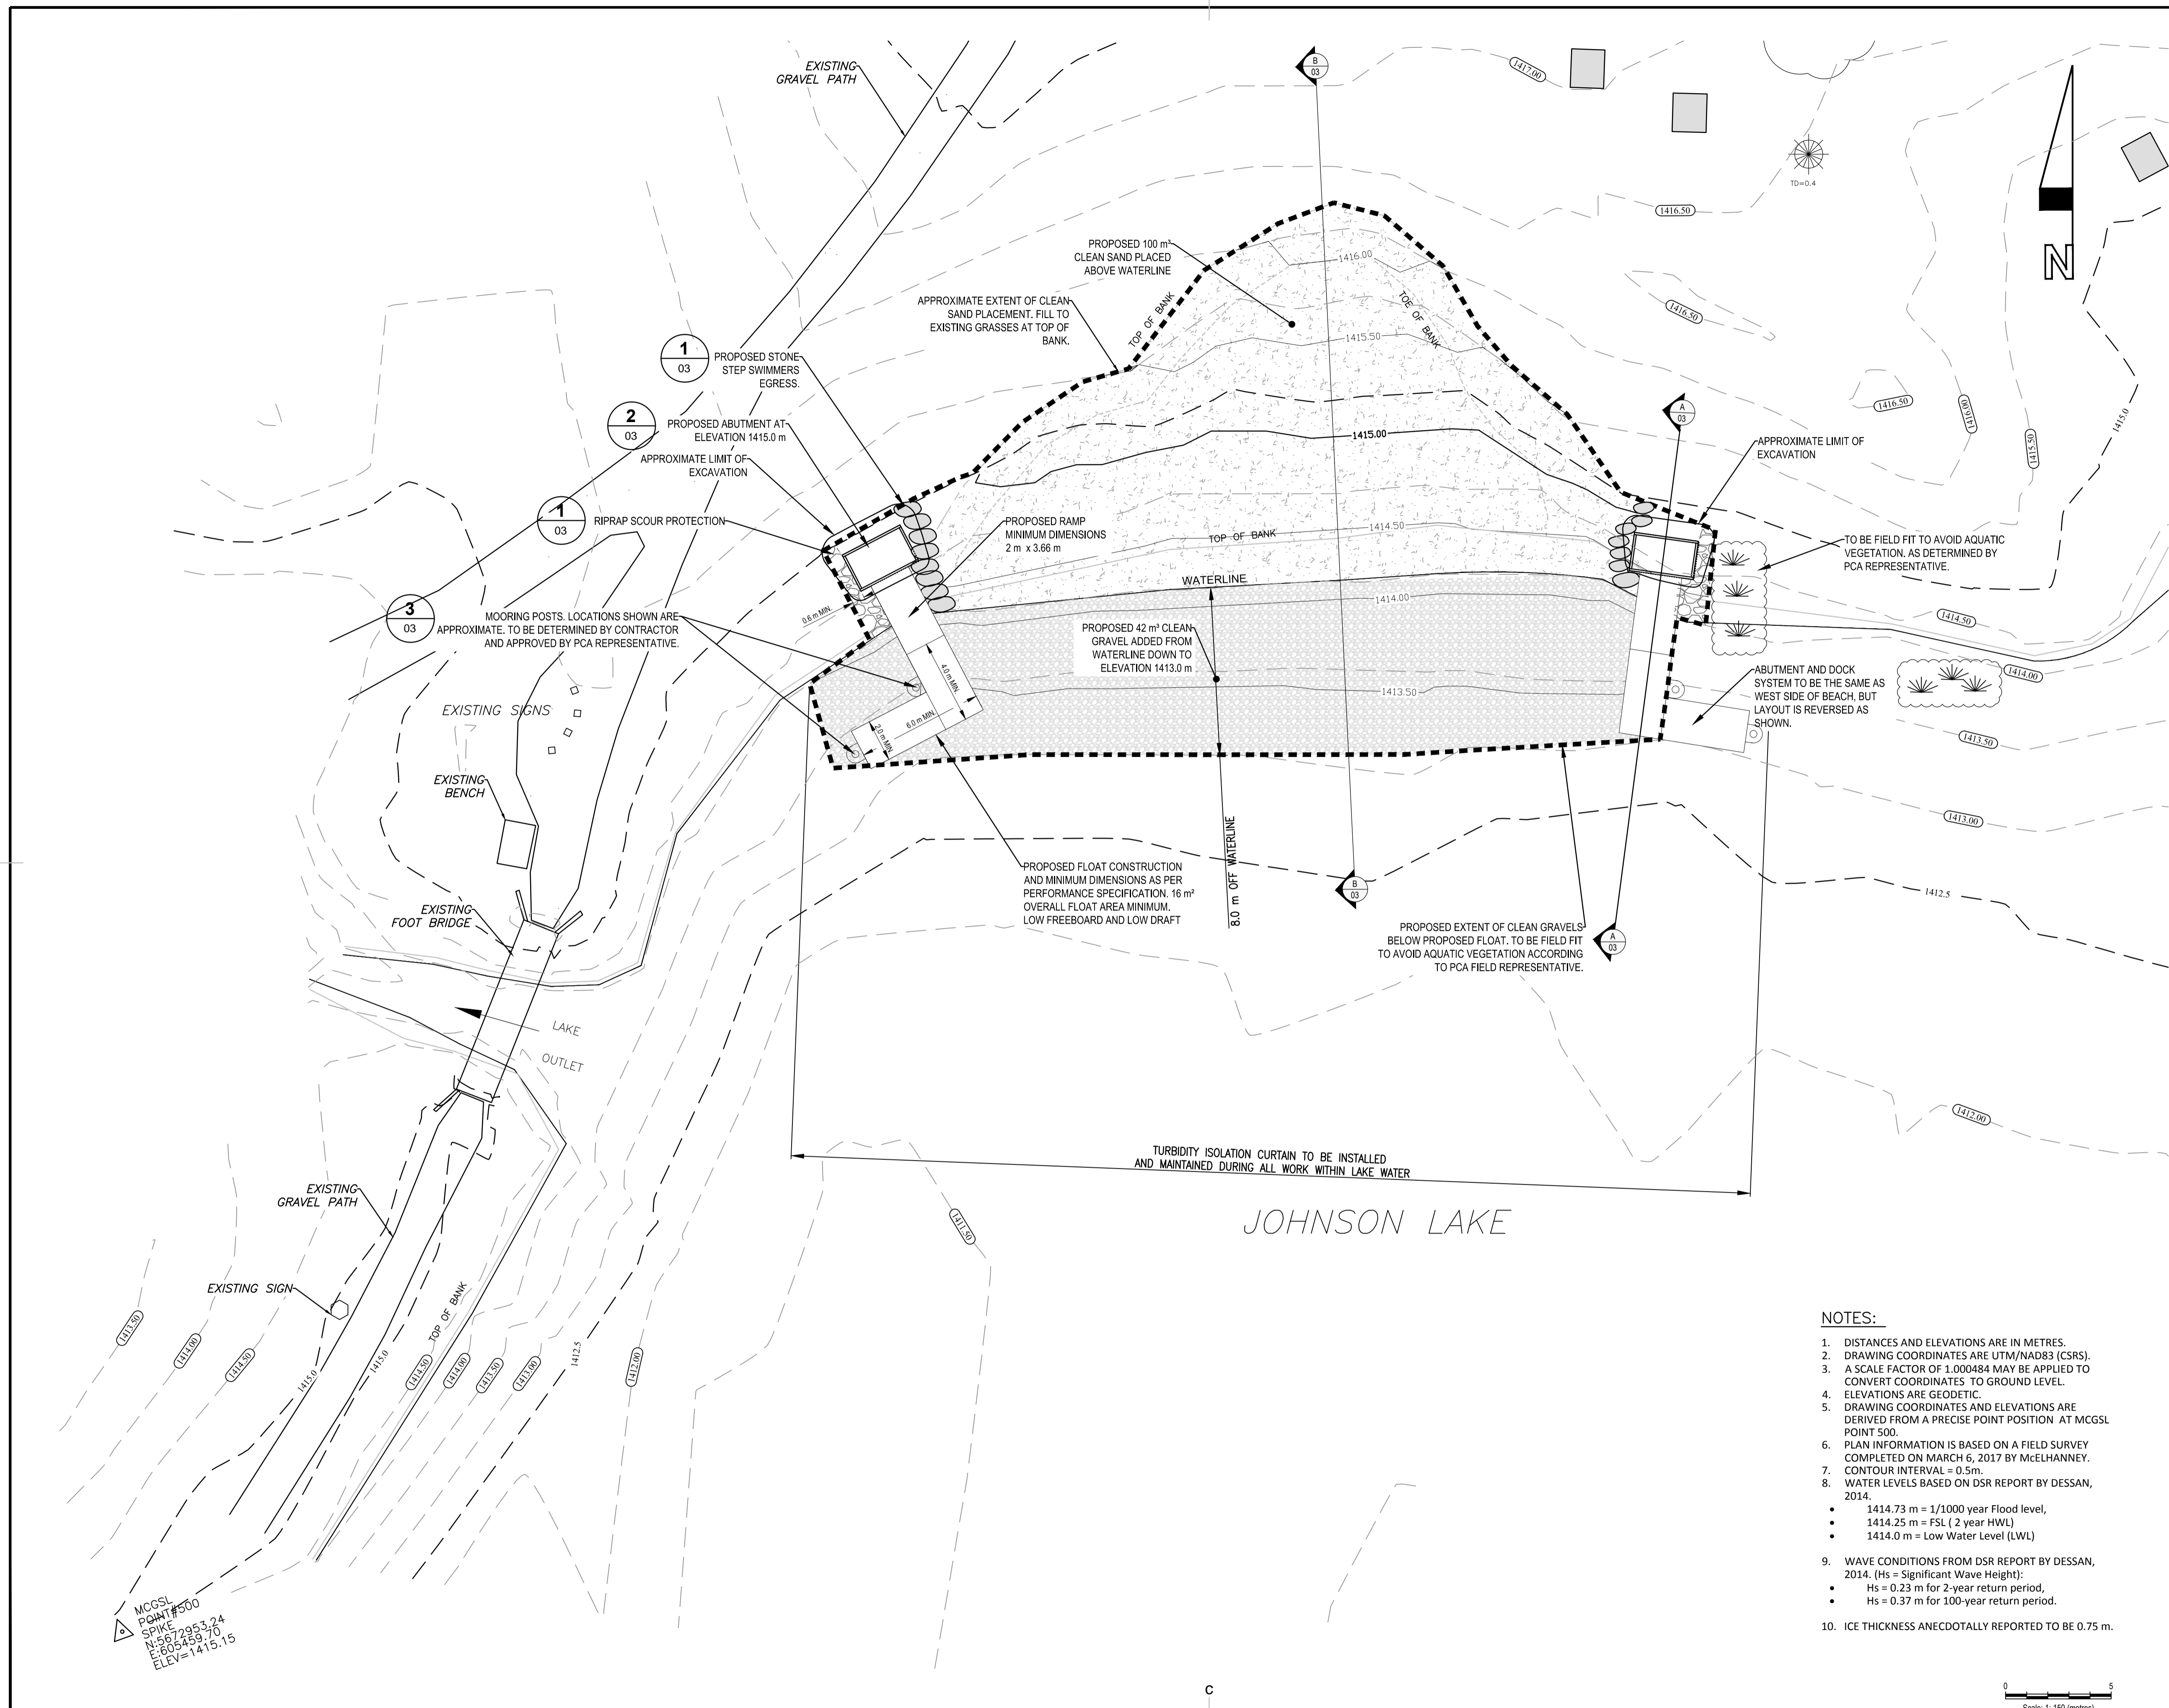 EXISTING
GRAVEL PATH
B
03
1417.00
TD=0.4
1416.50
N
1416.50
PROPOSED 100 m³
CLEAN SAND PLACED
ABOVE WATERLINE
1416.00
TOP OF BANK
TOE OF BANK
APPROXIMATE EXTENT OF CLEAN
SAND PLACEMENT. FILL TO
EXISTING GRASSES AT TOP OF
BANK.
1415.50
1
03
PROPOSED STONE
STEP SWIMMERS
EGRESS.
2
03
PROPOSED ABUTMENT AT
ELEVATION 1415.0 m
1415.00
A
03
1416.50
1416.00
1415.50
1415.0
APPROXIMATE LIMIT OF
EXCAVATION
APPROXIMATE LIMIT OF
EXCAVATION
1
03
RIPRAP SCOUR PROTECTION
PROPOSED RAMP
MINIMUM DIMENSIONS
2 m x 3.66 m
1414.50
TOP OF BANK
TO BE FIELD FIT TO AVOID AQUATIC
VEGETATION. AS DETERMINED BY
PCA REPRESENTATIVE.
WATERLINE
1414.00
3
03
MOORING POSTS. LOCATIONS SHOWN ARE
APPROXIMATE. TO BE DETERMINED BY CONTRACTOR
AND APPROVED BY PCA REPRESENTATIVE.
0.6 m MIN.
PROPOSED 42 m³ CLEAN
GRAVEL ADDED FROM
WATERLINE DOWN TO
ELEVATION 1413.0 m
1414.50
1414.00
4.0 m MIN.
6.0 m MIN.
2.0 m MIN.
1413.50
ABUTMENT AND DOCK
SYSTEM TO BE THE SAME AS
WEST SIDE OF BEACH, BUT
LAYOUT IS REVERSED AS
SHOWN.
1413.50
EXISTING SIGNS
EXISTING
BENCH
1413.00
8.0 m OFF WATERLINE
PROPOSED FLOAT CONSTRUCTION
AND MINIMUM DIMENSIONS AS PER
PERFORMANCE SPECIFICATION. 16 m²
OVERALL FLOAT AREA MINIMUM.
LOW FREEBOARD AND LOW DRAFT
B
03
1412.5
EXISTING
FOOT BRIDGE
PROPOSED EXTENT OF CLEAN GRAVELS
BELOW PROPOSED FLOAT. TO BE FIELD FIT
TO AVOID AQUATIC VEGETATION ACCORDING
TO PCA FIELD REPRESENTATIVE.
A
03
LAKE
OUTLET
1412.00
TURBIDITY ISOLATION CURTAIN TO BE INSTALLED
AND MAINTAINED DURING ALL WORK WITHIN LAKE WATER
EXISTING
GRAVEL PATH
1411.50
JOHNSON LAKE
EXISTING SIGN
TOP OF BANK
1413.50
1414.00
1414.50
1415.0
1415.0
1414.50
1414.00
1413.50
1413.00
1412.5
1412.00
NOTES:
1. DISTANCES AND ELEVATIONS ARE IN METRES.
2. DRAWING COORDINATES ARE UTM/NAD83 (CSRS).
3. A SCALE FACTOR OF 1.000484 MAY BE APPLIED TO
CONVERT COORDINATES TO GROUND LEVEL.
4. ELEVATIONS ARE GEODETIC.
5. DRAWING COORDINATES AND ELEVATIONS ARE
DERIVED FROM A PRECISE POINT POSITION AT MCGSL
POINT 500.
6. PLAN INFORMATION IS BASED ON A FIELD SURVEY
COMPLETED ON MARCH 6, 2017 BY McELHANNEY.
7. CONTOUR INTERVAL = 0.5m.
8. WATER LEVELS BASED ON DSR REPORT BY DESSAN,
2014.
• 1414.73 m = 1/1000 year Flood level,
• 1414.25 m = FSL ( 2 year HWL)
• 1414.0 m = Low Water Level (LWL)
9. WAVE CONDITIONS FROM DSR REPORT BY DESSAN,
2014. (Hs = Significant Wave Height):
• Hs = 0.23 m for 2-year return period,
• Hs = 0.37 m for 100-year return period.
10. ICE THICKNESS ANECDOTALLY REPORTED TO BE 0.75 m.
MCGSL
POINT#500
SPIKE
N:5672953.24
E:605459.70
ELEV=1415.15
C
0 5
Scale: 1: 150 (metres)